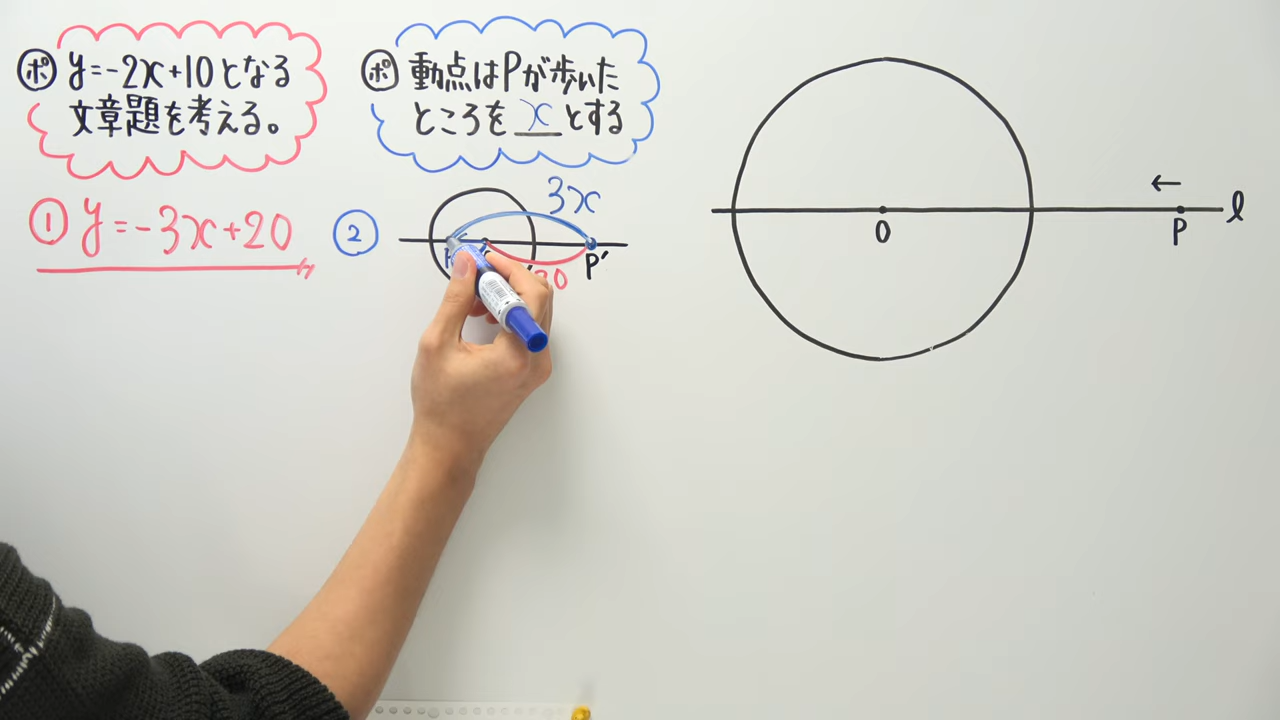 ポ y=-2x+10となる
文章題を考える。
ポ 動点はPが歩いた
ところを x とする
① y=-3x+20
②
3x
P
P′
20
O
P
l